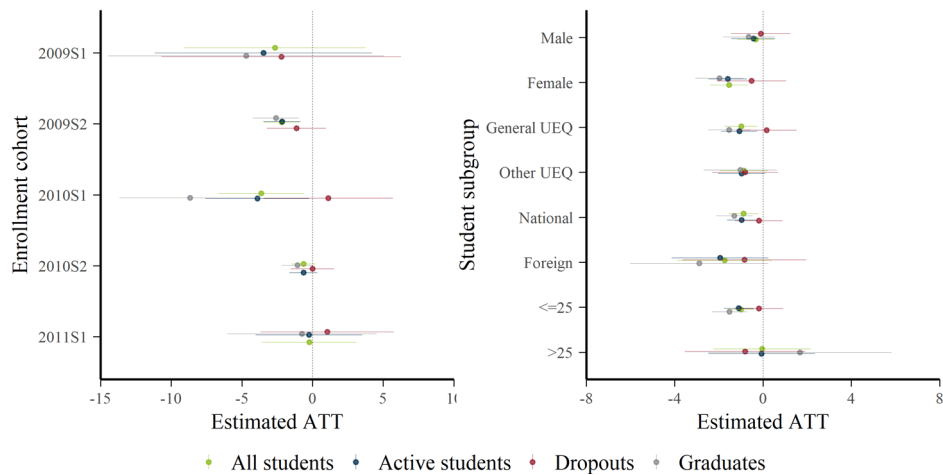 Enrollment cohort
2009S1
2009S2
2010S1
2010S2
2011S1
-15 -10 -5 0 5 1
Estimated ATT
Student subgroup
Male
Female
General UEQ
Other UEQ
National
Foreign
<=25
>25
-8 -4 0 4 8
Estimated ATT
All students Active students Dropouts Graduates